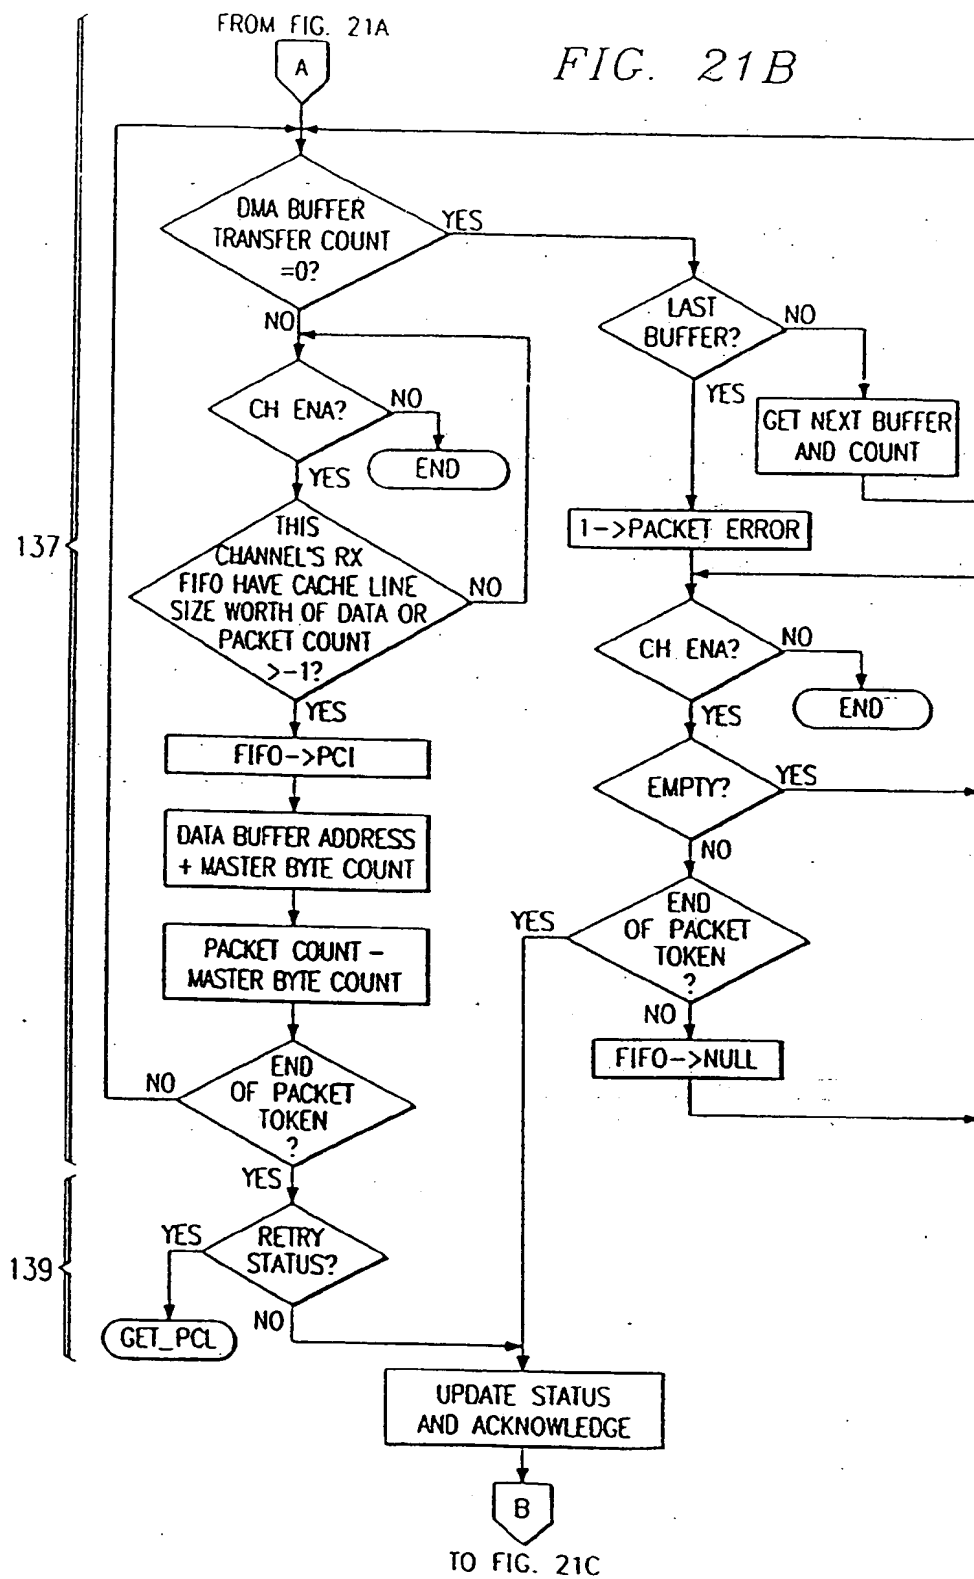 FROM FIG. 21A
A
FIG. 21B
DMA BUFFER
TRANSFER COUNT
=0?
YES
NO
LAST
BUFFER?
NO
YES
GET NEXT BUFFER
AND COUNT
CH ENA?
NO
END
YES
1->PACKET ERROR
137
THIS
CHANNEL'S RX
FIFO HAVE CACHE LINE
SIZE WORTH OF DATA OR
PACKET COUNT
>-1?
NO
YES
CH ENA?
NO
END
YES
FIFO->PCI
EMPTY?
YES
NO
DATA BUFFER ADDRESS
+ MASTER BYTE COUNT
END
OF PACKET
TOKEN
?
YES
NO
PACKET COUNT -
MASTER BYTE COUNT
FIFO->NULL
END
OF PACKET
TOKEN
?
NO
YES
139
RETRY
STATUS?
YES
NO
GET_PCL
UPDATE STATUS
AND ACKNOWLEDGE
B
TO FIG. 21C